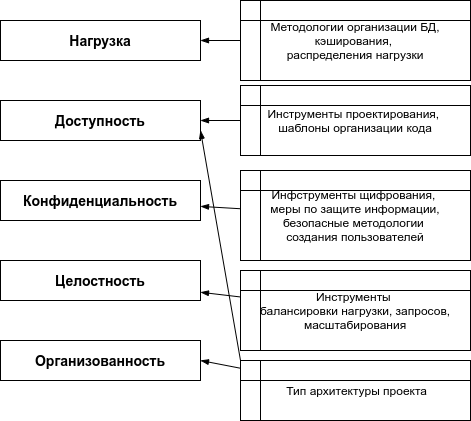 Нагрузка
Методологии организации БД,
кэширования,
распределения нагрузки
Доступность
Инструменты проектирования,
шаблоны организации кода
Конфиденциальность
Инфструменты щифрования,
меры по защите информации,
безопасные методологии
создания пользователей
Целостность
Инструменты
балансировки нагрузки, запросов,
масштабирования
Организованность
Тип архитектуры проекта